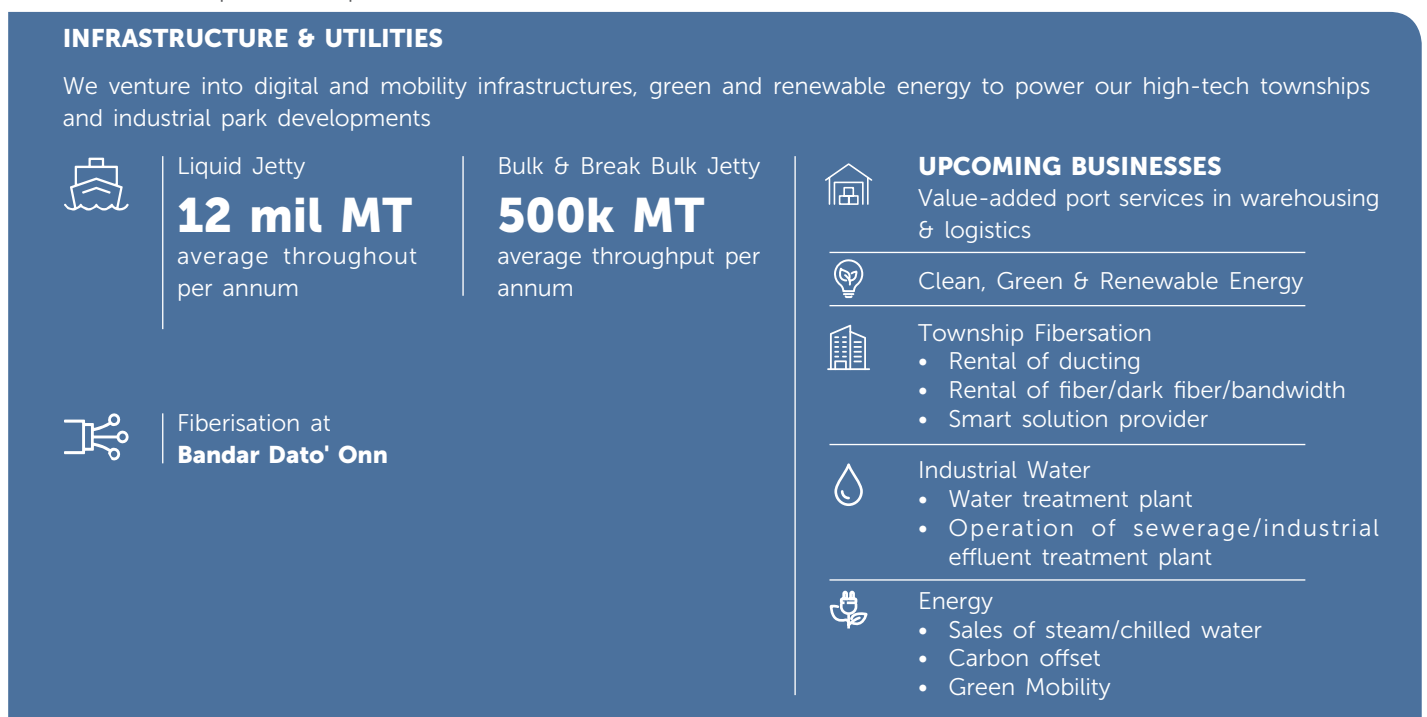 INFRASTRUCTURE & UTILITIES
We venture into digital and mobility infrastructures, green and renewable energy to power our high-tech townships
and industrial park developments
Liquid Jetty
12 mil MT
average throughout
per annum
Bulk & Break Bulk Jetty
500k MT
average throughput per
annum
Fiberisation at
Bandar Dato' Onn
UPCOMING BUSINESSES
Value-added port services in warehousing
& logistics
Clean, Green & Renewable Energy
Township Fibersation
• Rental of ducting
• Rental of fiber/dark fiber/bandwidth
• Smart solution provider
Industrial Water
• Water treatment plant
• Operation of sewerage/industrial
effluent treatment plant
Energy
• Sales of steam/chilled water
• Carbon offset
• Green Mobility